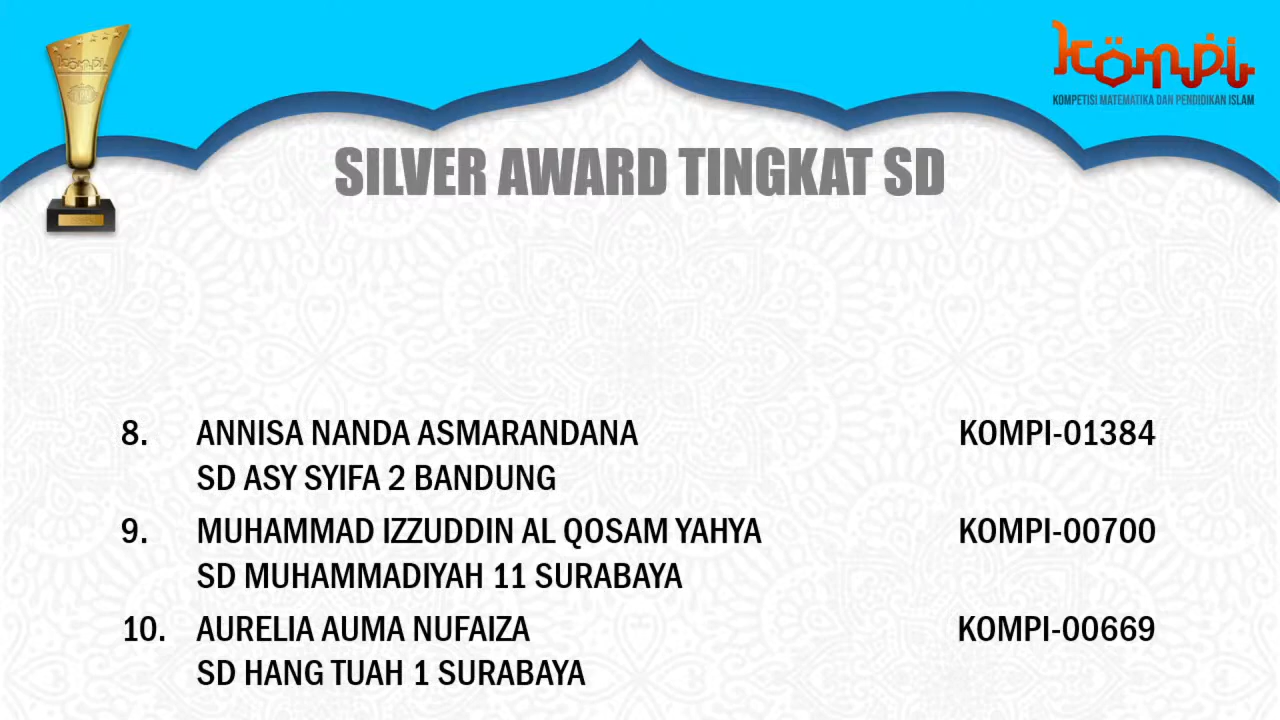 kompi
KOMPETISI MATEMATIKA DAN PENDIDIKAN ISLAM
SILVER AWARD TINGKAT SD
8. ANNISA NANDA ASMARANDANA KOMPI-01384
SD ASY SYIFA 2 BANDUNG
9. MUHAMMAD IZZUDDIN AL QOSAM YAHYA KOMPI-00700
SD MUHAMMADIYAH 11 SURABAYA
10. AURELIA AUMA NUFAIZA KOMPI-00669
SD HANG TUAH 1 SURABAYA